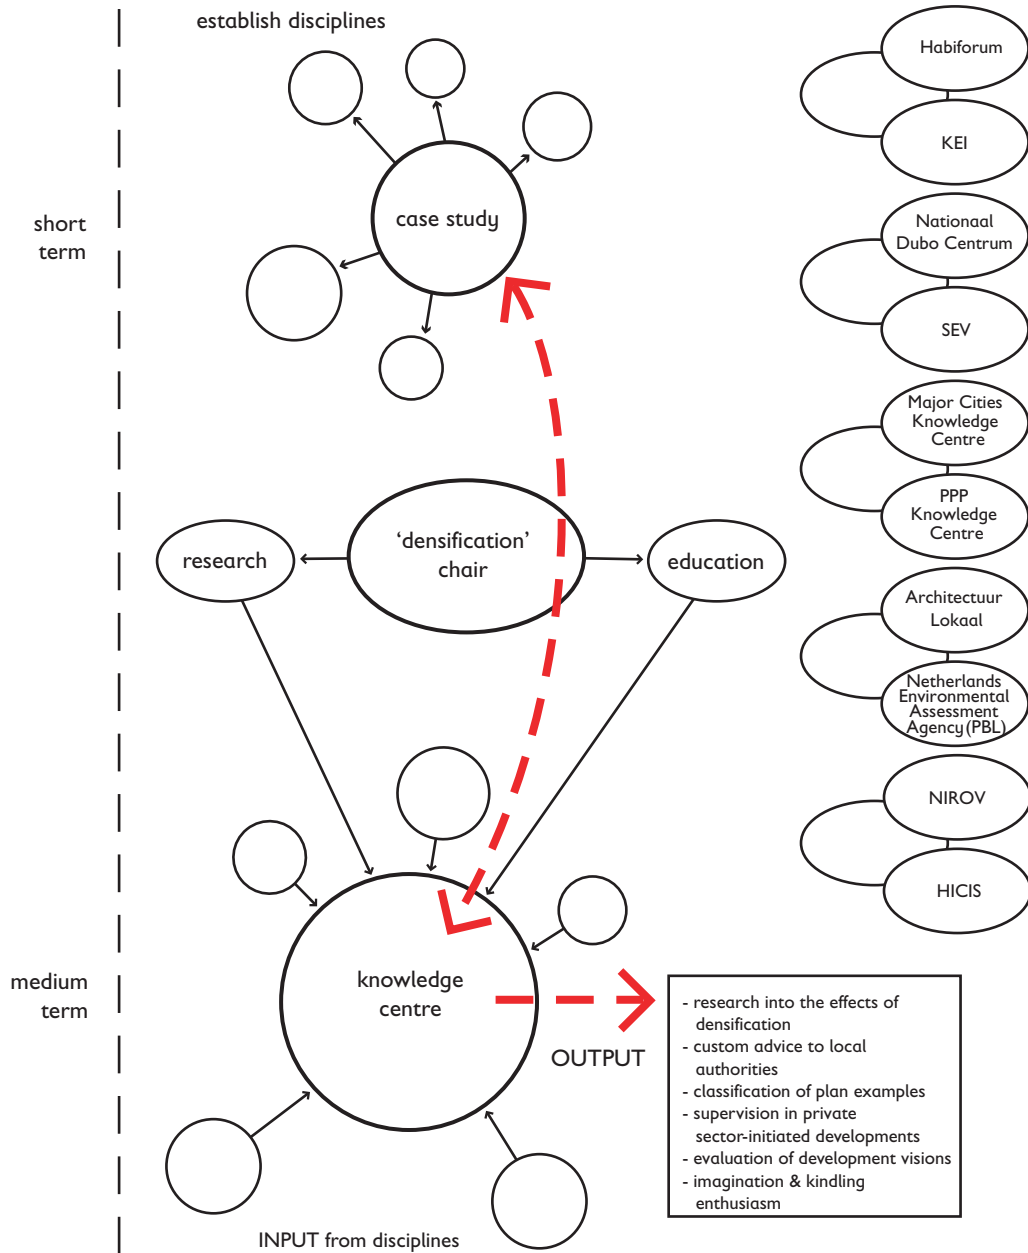 establish disciplines
short
term
case study
'densification'
chair
research
education
medium
term
knowledge
centre
OUTPUT
- research into the effects of
densification
- custom advice to local
authorities
- classification of plan examples
- supervision in private
sector-initiated developments
- evaluation of development visions
- imagination & kindling
enthusiasm
INPUT from disciplines
Habiforum
KEI
Nationaal
Dubo Centrum
SEV
Major Cities
Knowledge
Centre
PPP
Knowledge
Centre
Architectuur
Lokaal
Netherlands
Environmental
Assessment
Agency (PBL)
NIROV
HICIS